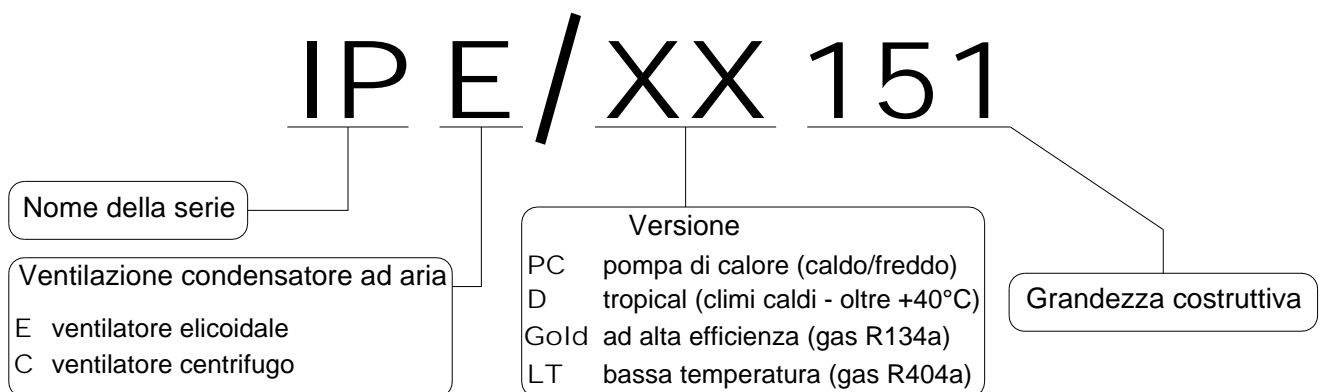 IPE/XX 151
Nome della serie
Ventilazione condensatore ad aria
E ventilatore elicoidale
C ventilatore centrifugo
Versione
PC pompa di calore (caldo/freddo)
D tropical (climi caldi - oltre +40°C)
Gold ad alta efficienza (gas R134a)
LT bassa temperatura (gas R404a)
Grandezza costruttiva